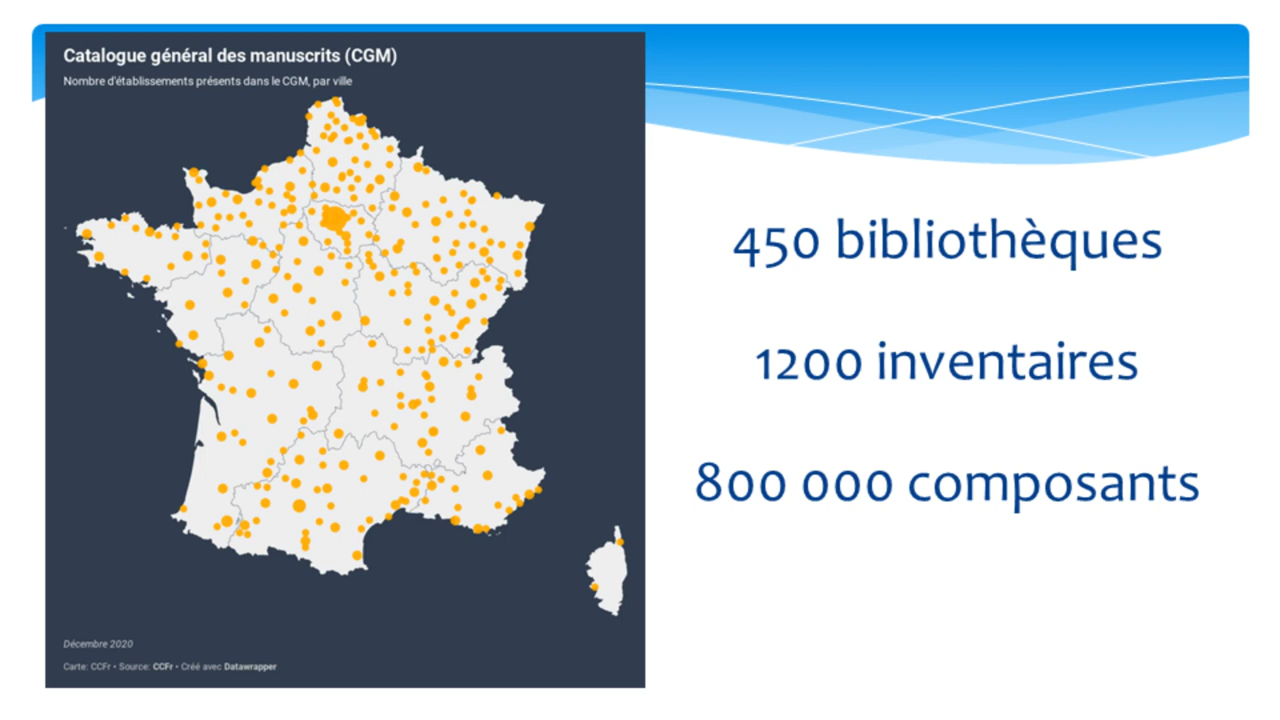 Catalogue général des manuscrits (CGM)
Nombre d'établissements présents dans le CGM, par ville
Décembre 2020
Carte: CCFr • Source: CCFr • Créé avec Datawrapper
450 bibliothèques
1200 inventaires
800 000 composants